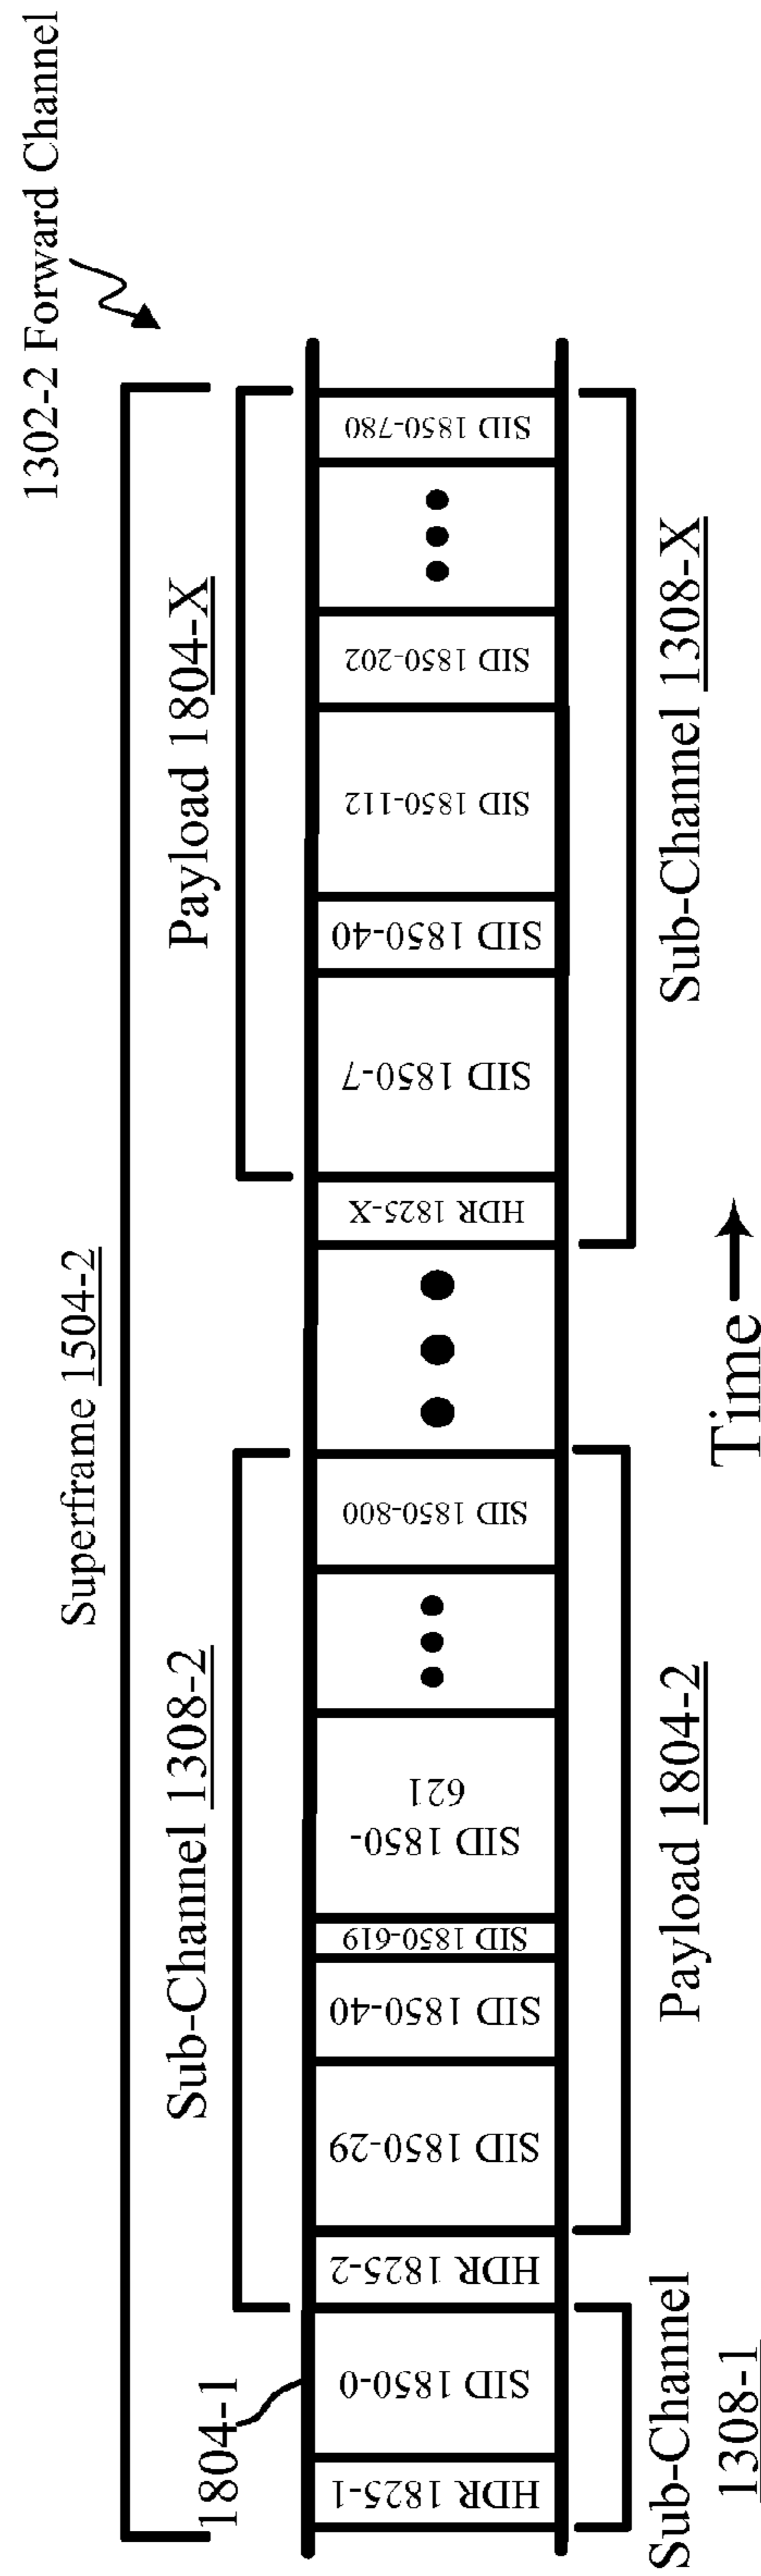 1302-2 Forward Channel
Superframe 1504-2
Sub-Channel 1308-2
Payload 1804-X
1804-1
HDR 1825-1
SID 1850-0
HDR 1825-2
SID 1850-29
SID 1850-40
SID 1850-619
SID 1850-
621
SID 1850-800
HDR 1825-X
SID 1850-7
SID 1850-40
SID 1850-112
SID 1850-202
SID 1850-780
Sub-Channel
1308-1
Payload 1804-2
Sub-Channel 1308-X
Time